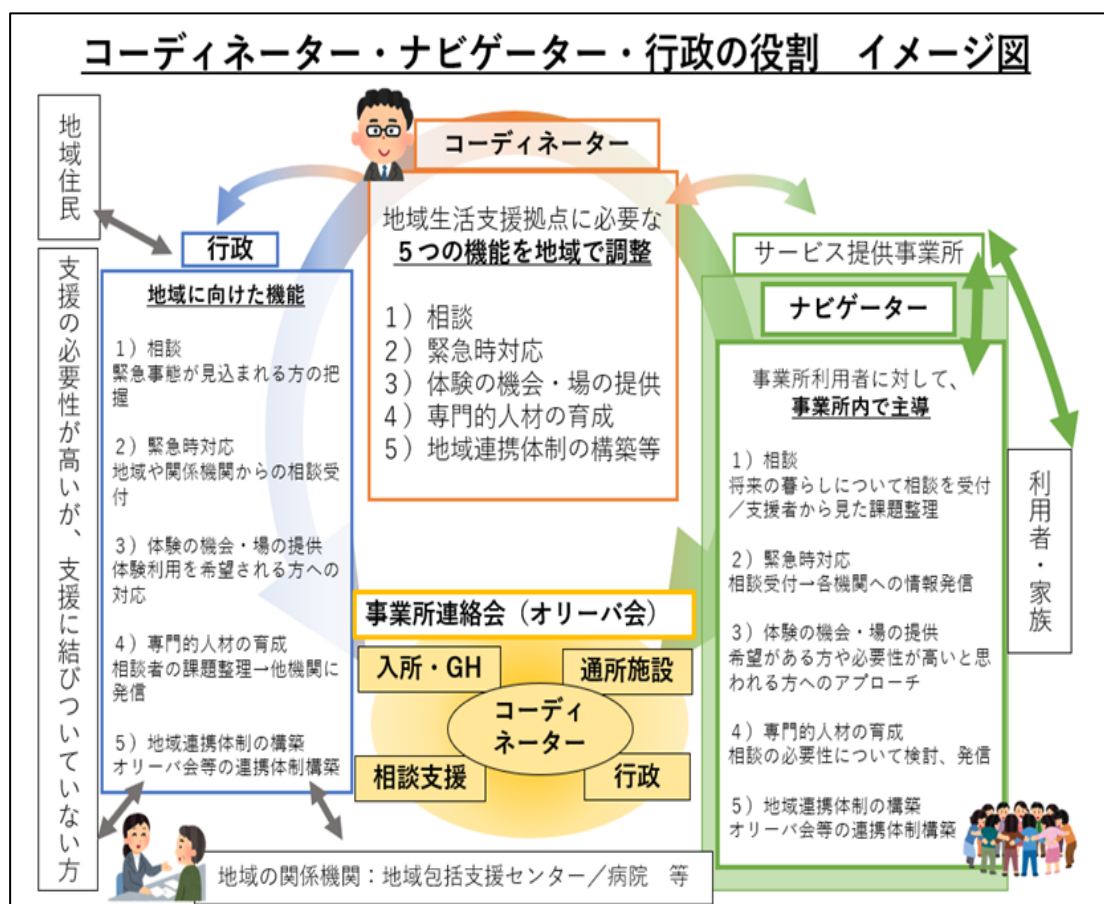 コーディネーター・ナビゲーター・行政の役割　イメージ図
地域住民
支援の必要性が高いが、支援に結びついていない方
行政
地域に向けた機能
1）相談
緊急事態が見込まれる方の把
握
2）緊急時対応
地域や関係機関からの相談受
付
3）体験の機会・場の提供
体験利用を希望される方への
対応
4）専門的人材の育成
相談者の課題整理→他機関に
発信
5）地域連携体制の構築
オリーバ会等の連携体制構築
コーディネーター
地域生活支援拠点に必要な
５つの機能を地域で調整
1）相談
2）緊急時対応
3）体験の機会・場の提供
4）専門的人材の育成
5）地域連携体制の構築等
事業所連絡会（オリーバ会）
入所・GH
通所施設
コーディ
ネーター
相談支援
行政
サービス提供事業所
ナビゲーター
事業所利用者に対して、
事業所内で主導
1）相談
将来の暮らしについて相談を受付
／支援者から見た課題整理
2）緊急時対応
相談受付→各機関への情報発信
3）体験の機会・場の提供
希望がある方や必要性が高いと思
われる方へのアプローチ
4）専門的人材の育成
相談の必要性について検討、発信
5）地域連携体制の構築
オリーバ会等の連携体制構築
利用者・家族
地域の関係機関：地域包括支援センター／病院　等